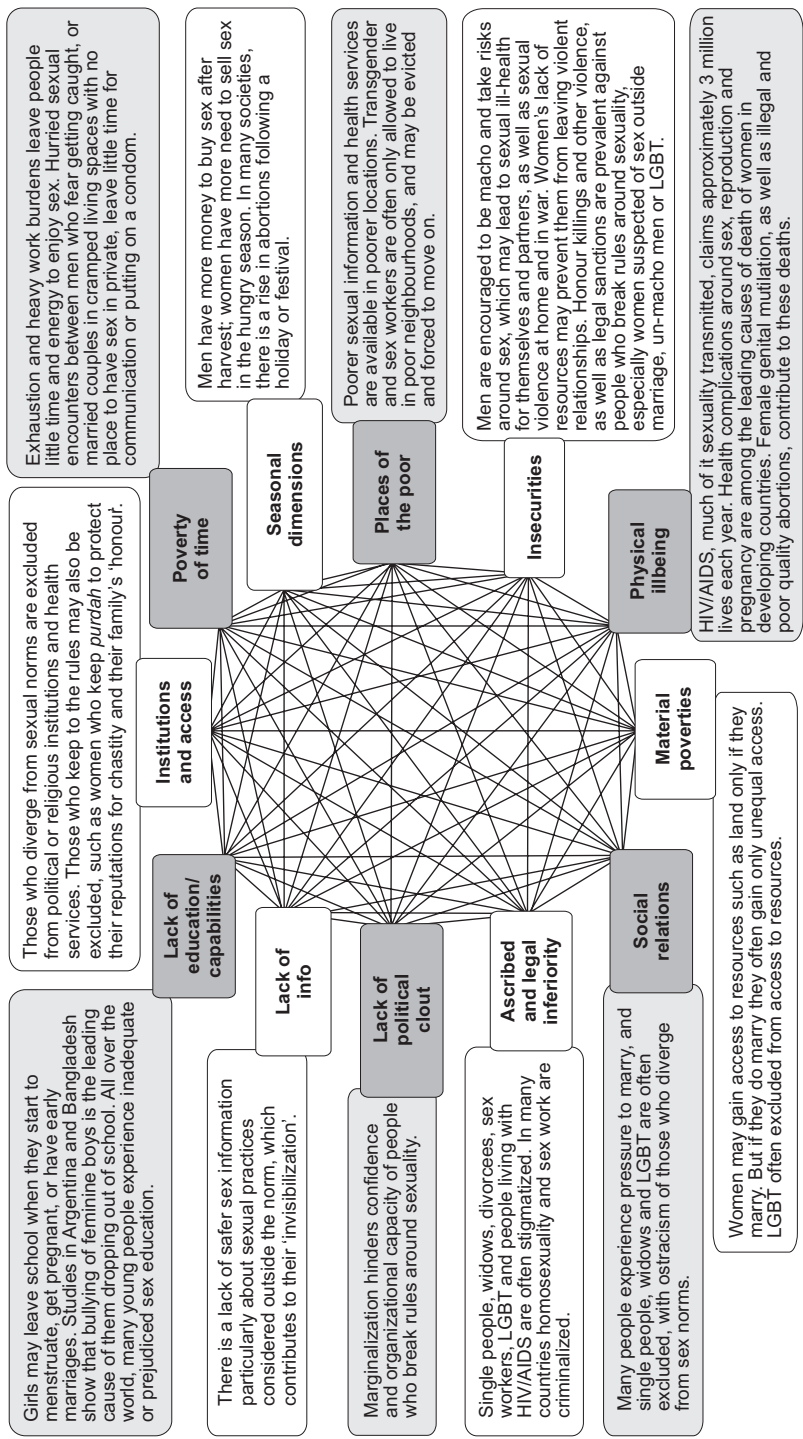 Girls may leave school when they start to
menstruate, get pregnant, or have early
marriages. Studies in Argentina and Bangladesh
show that bullying of feminine boys is the leading
cause of them dropping out of school. All over the
world, many young people experience inadequate
or prejudiced sex education.
Those who diverge from sexual norms are excluded
from political or religious institutions and health
services. Those who keep to the rules may also be
excluded, such as women who keep purdah to protect
their reputations for chastity and their family's 'honour'.
Exhaustion and heavy work burdens leave people
little time and energy to enjoy sex. Hurried sexual
encounters between men who fear getting caught, or
married couples in cramped living spaces with no
place to have sex in private, leave little time for
communication or putting on a condom.
Lack of
education/
capabilities
Institutions
and access
Poverty
of time
There is a lack of safer sex information
particularly about sexual practices
considered outside the norm, which
contributes to their 'invisibilization'.
Lack of
info
Seasonal
dimensions
Men have more money to buy sex after
harvest; women have more need to sell sex
in the hungry season. In many societies,
there is a rise in abortions following a
holiday or festival.
Marginalization hinders confidence
and organizational capacity of people
who break rules around sexuality.
Lack of
political
clout
Places of
the poor
Poorer sexual information and health services
are available in poorer locations. Transgender
and sex workers are often only allowed to live
in poor neighbourhoods, and may be evicted
and forced to move on.
Single people, widows, divorcees, sex
workers, LGBT and people living with
HIV/AIDS are often stigmatized. In many
countries homosexuality and sex work are
criminalized.
Ascribed
and legal
inferiority
Insecurities
Men are encouraged to be macho and take risks
around sex, which may lead to sexual ill-health
for themselves and partners, as well as sexual
violence at home and in war. Women's lack of
resources may prevent them from leaving violent
relationships. Honour killings and other violence,
as well as legal sanctions are prevalent against
people who break rules around sexuality,
especially women suspected of sex outside
marriage, un-macho men or LGBT.
Many people experience pressure to marry, and
single people, widows and LGBT are often
excluded, with ostracism of those who diverge
from sex norms.
Social
relations
Material
poverties
Physical
illbeing
Women may gain access to resources such as land only if they
marry. But if they do marry they often gain only unequal access.
LGBT often excluded from access to resources.
HIV/AIDS, much of it sexuality transmitted, claims approximately 3 million
lives each year. Health complications around sex, reproduction and
pregnancy are among the leading causes of death of women in
developing countries. Female genital mutilation, as well as illegal and
poor quality abortions, contribute to these deaths.